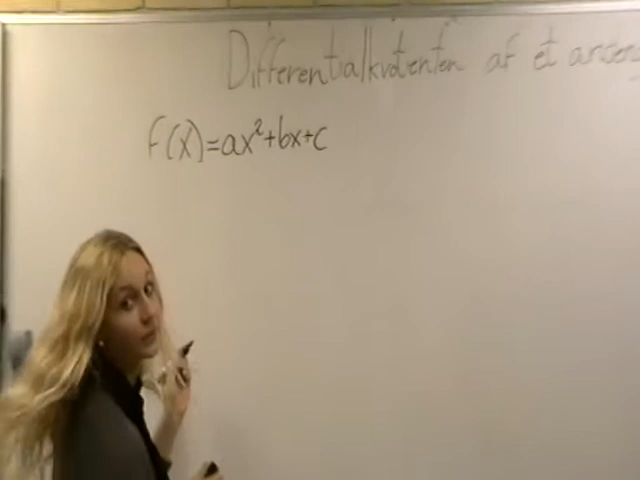 Differentialkvotienten af et
f(x)=ax²+bx+c